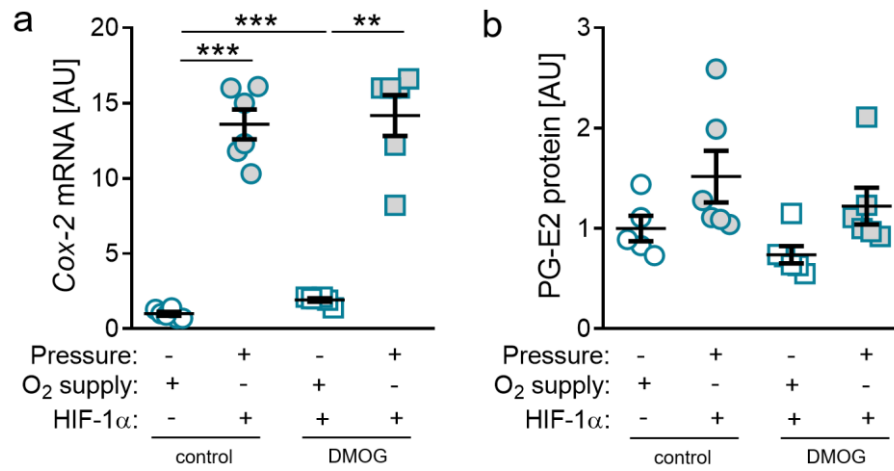 a
Cox-2 mRNA [AU]
20
15
10
5
0
***
***
**
Pressure: - + - +
O2 supply: + - + -
HIF-1α: - + + +
control DMOG
b
PG-E2 protein [AU]
3
2
1
0
Pressure: - + - +
O2 supply: + - + -
HIF-1α: - + + +
control DMOG